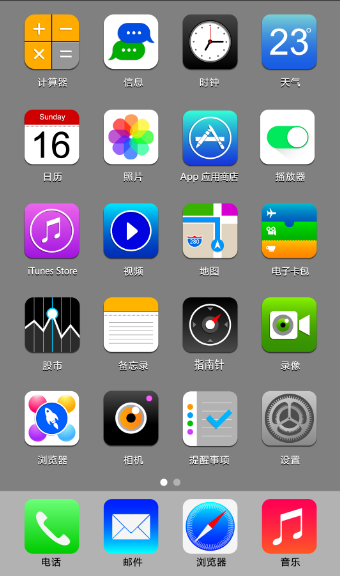 计算器 信息 时钟 23° 天气
Sunday
16
日历 照片 App 应用商店 播放器
iTunes Store 视频 280 地图 电子卡包
股市 备忘录 指南针 录像
浏览器 相机 提醒事项 设置
电话 邮件 浏览器 音乐